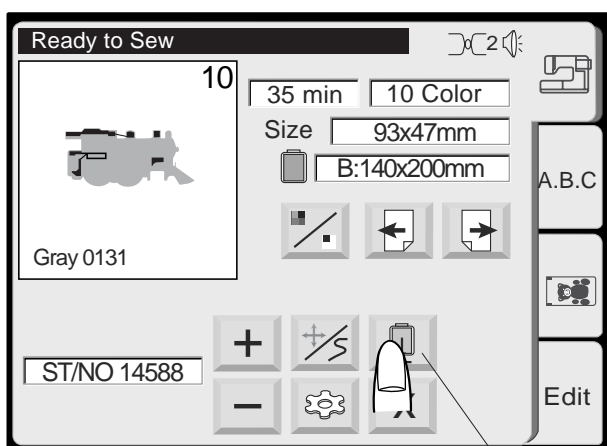 Ready to Sew
2
10
35 min
10 Color
Size
93x47mm
B:140x200mm
A.B.C
Gray 0131
ST/NO 14588
Edit